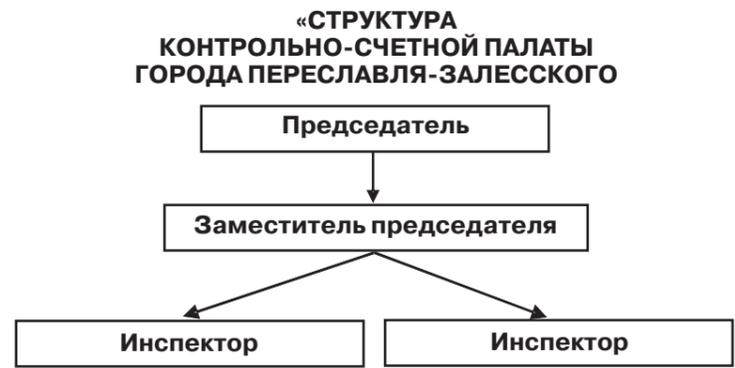 «СТРУКТУРА
КОНТРОЛЬНО-СЧЕТНОЙ ПАЛАТЫ
ГОРОДА ПЕРЕСЛАВЛЯ-ЗАЛЕССКОГО
Председатель
Заместитель председателя
Инспектор
Инспектор